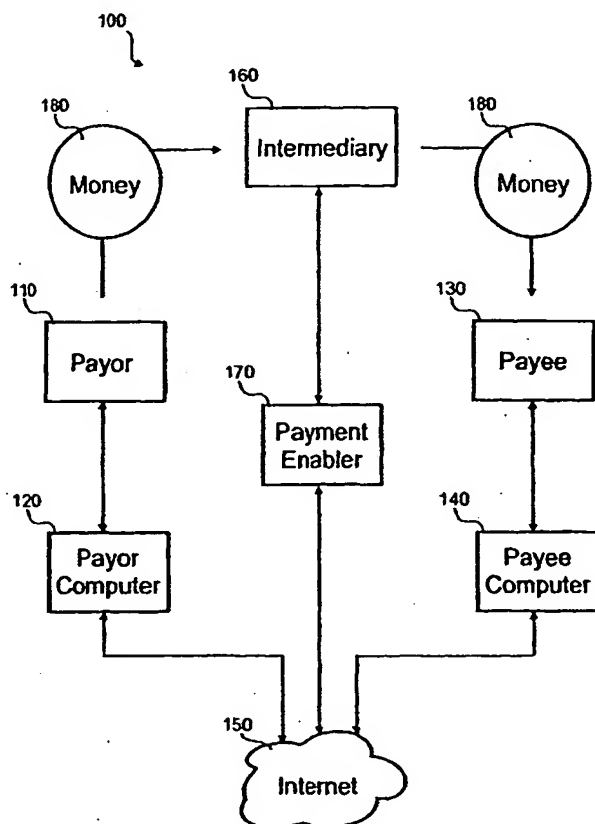 100
180
Money
160
Intermediary
180
Money
110
Payor
130
Payee
170
Payment
Enabler
120
Payor
Computer
140
Payee
Computer
150
Internet